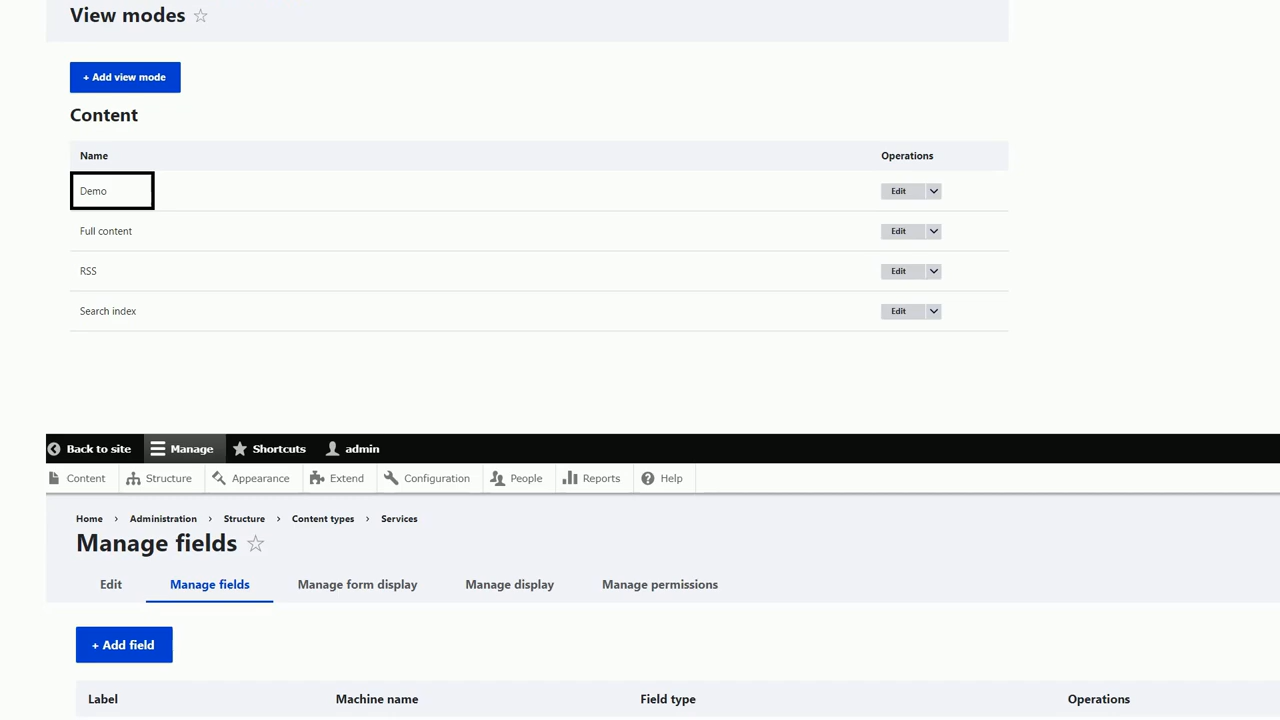 View modes
+ Add view mode
Content
Name Operations
Demo Edit
Full content Edit
RSS Edit
Search index Edit
Back to site Manage Shortcuts admin
Content Structure Appearance Extend Configuration People Reports Help
Home › Administration › Structure › Content types › Services
Manage fields
Edit Manage fields Manage form display Manage display Manage permissions
+ Add field
Label Machine name Field type Operations